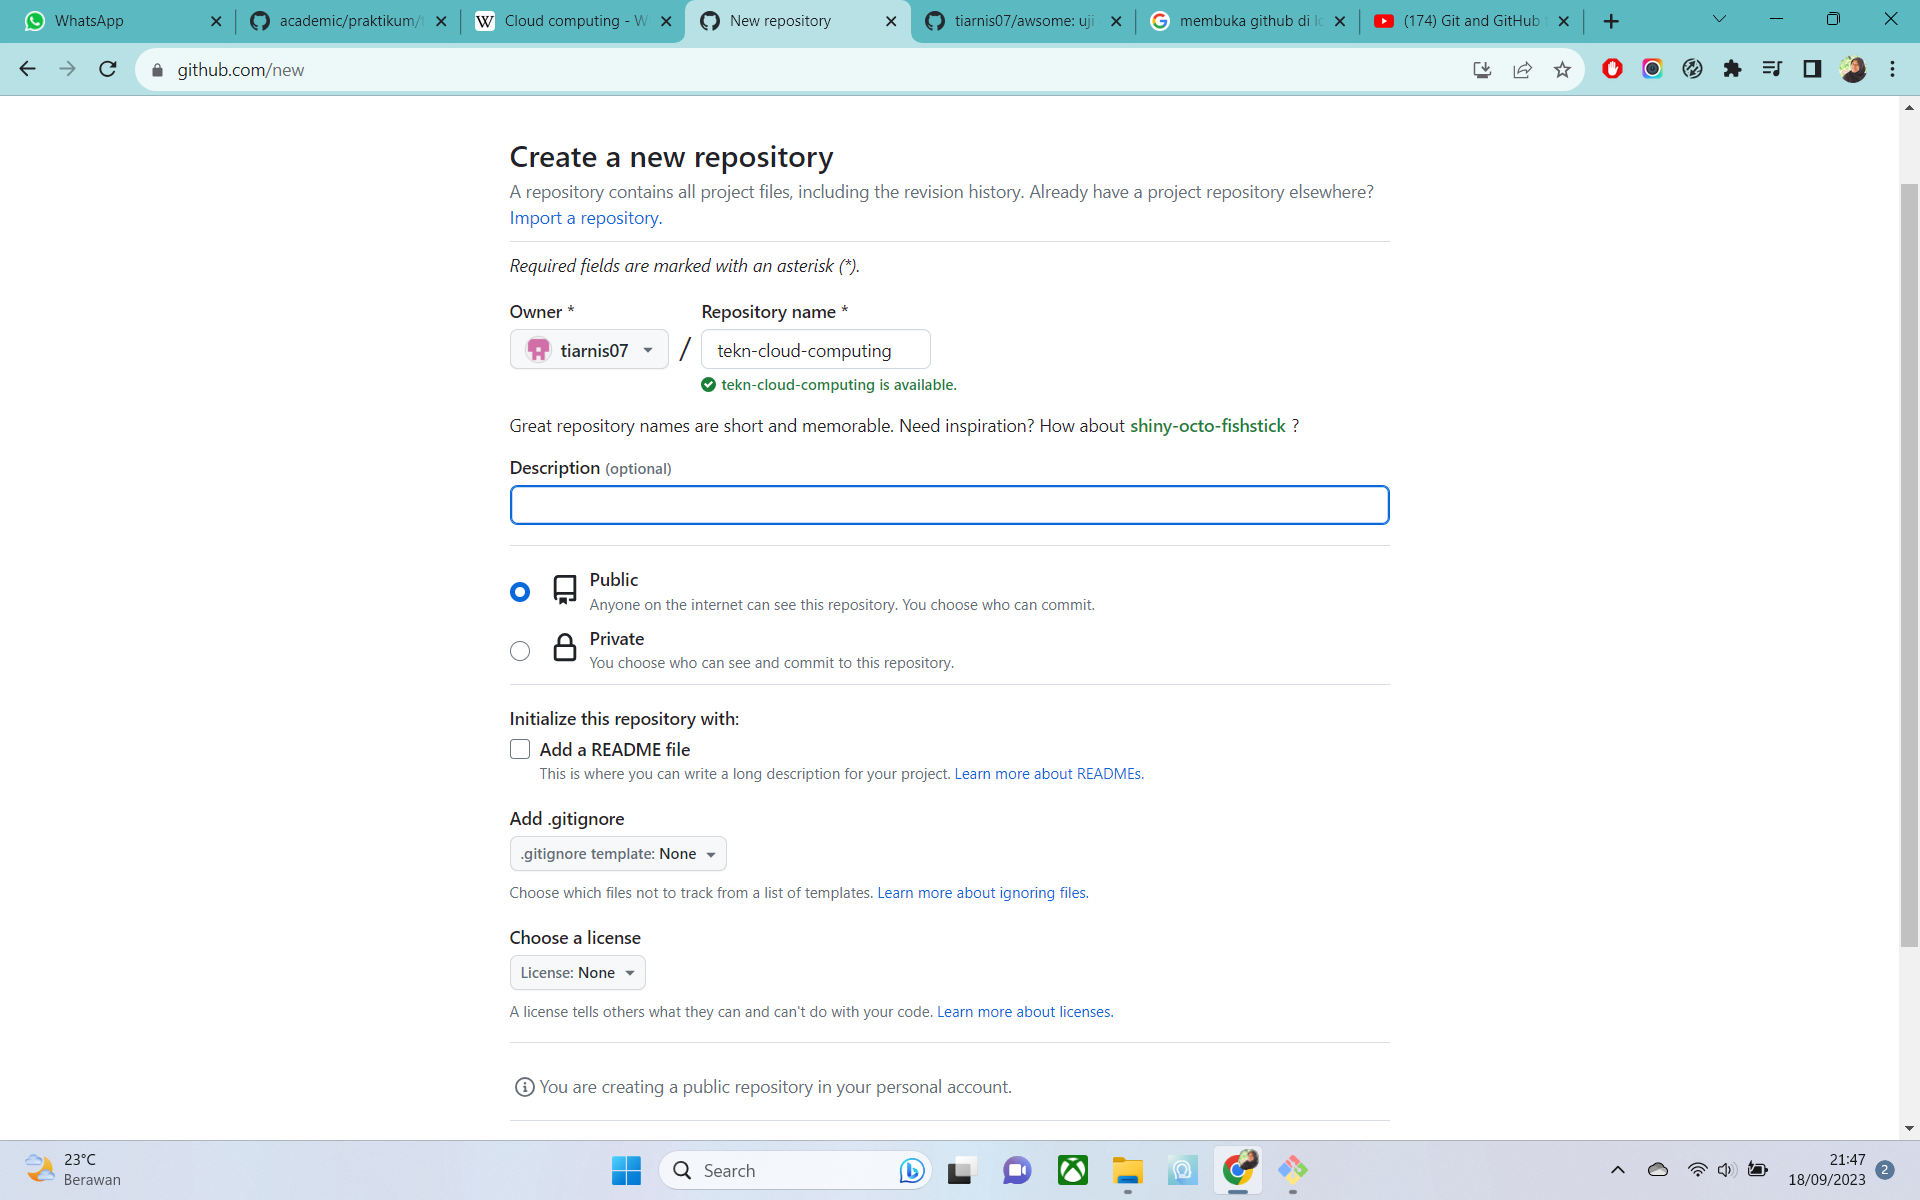 WhatsApp
academic/praktikum/
Cloud computing - W
New repository
tiarnis07/awsome: uji
membuka github di lo
(174) Git and GitHub
github.com/new
Create a new repository
A repository contains all project files, including the revision history. Already have a project repository elsewhere?
Import a repository.
Required fields are marked with an asterisk (*).
Owner *
Repository name *
tiarnis07
/
tekn-cloud-computing
tekn-cloud-computing is available.
Great repository names are short and memorable. Need inspiration? How about shiny-octo-fishstick ?
Description (optional)
Public
Anyone on the internet can see this repository. You choose who can commit.
Private
You choose who can see and commit to this repository.
Initialize this repository with:
Add a README file
This is where you can write a long description for your project. Learn more about READMEs.
Add .gitignore
.gitignore template: None
Choose which files not to track from a list of templates. Learn more about ignoring files.
Choose a license
License: None
A license tells others what they can and can't do with your code. Learn more about licenses.
You are creating a public repository in your personal account.
23°C
Berawan
Search
21:47
18/09/2023
2